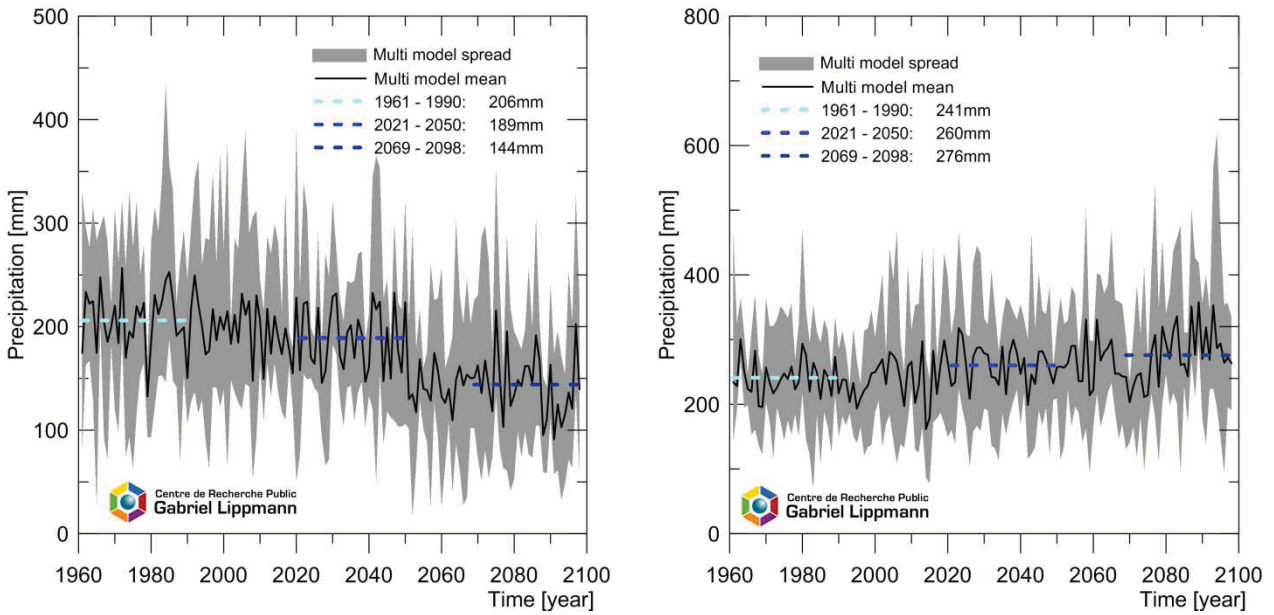 500
400
300
200
100
0
Precipitation [mm]
Multi model spread
Multi model mean
1961 - 1990: 206mm
2021 - 2050: 189mm
2069 - 2098: 144mm
Centre de Recherche Public
Gabriel Lippmann
1960 1980 2000 2020 2040 2060 2080 2100
Time [year]
800
600
400
200
0
Precipitation [mm]
Multi model spread
Multi model mean
1961 - 1990: 241mm
2021 - 2050: 260mm
2069 - 2098: 276mm
Centre de Recherche Public
Gabriel Lippmann
1960 1980 2000 2020 2040 2060 2080 2100
Time [year]